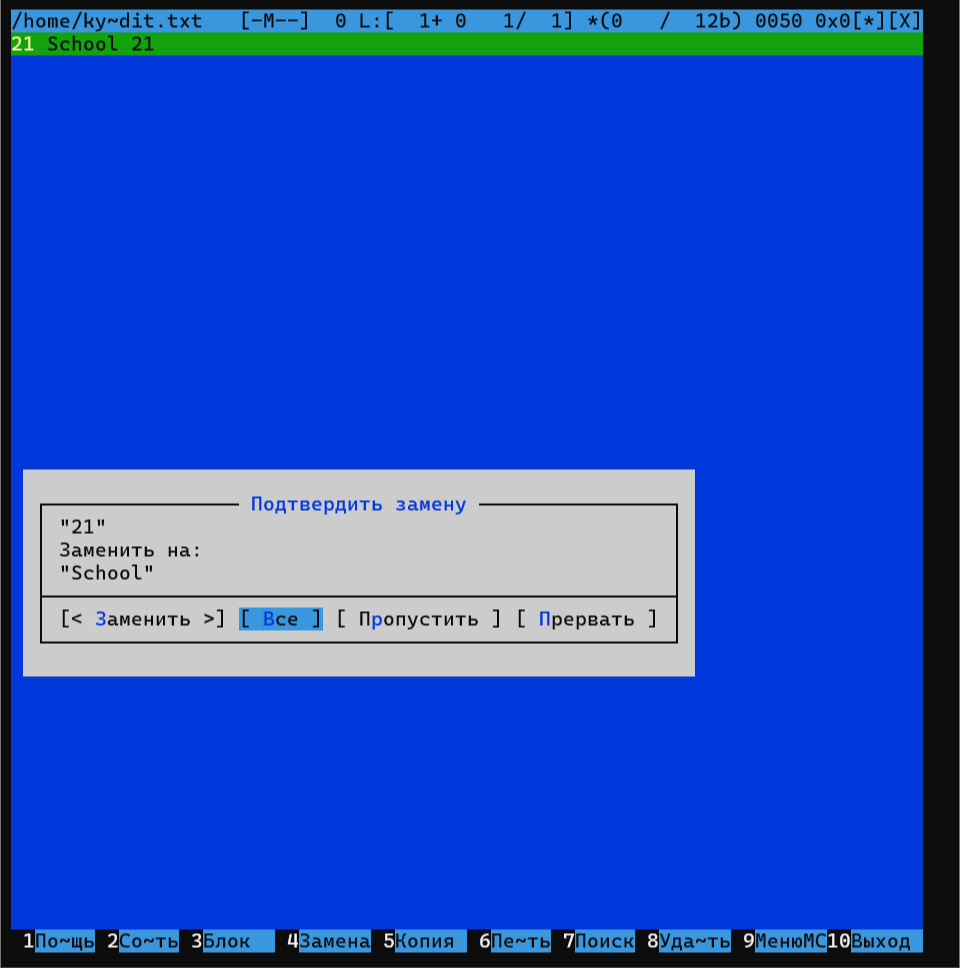 /home/ky~dit.txt   [-M--]  0 L:[  1+ 0   1/  1] *(0   /  12b) 0050 0x0[*][X]
21 School 21
Подтвердить замену
"21"
Заменить на:
"School"
[< Заменить >] [ Все ] [ Пропустить ] [ Прервать ]
1По~щь 2Со~ть 3Блок 4Замена 5Копия 6Пе~ть 7Поиск 8Уда~ть 9МенюMC10Выход